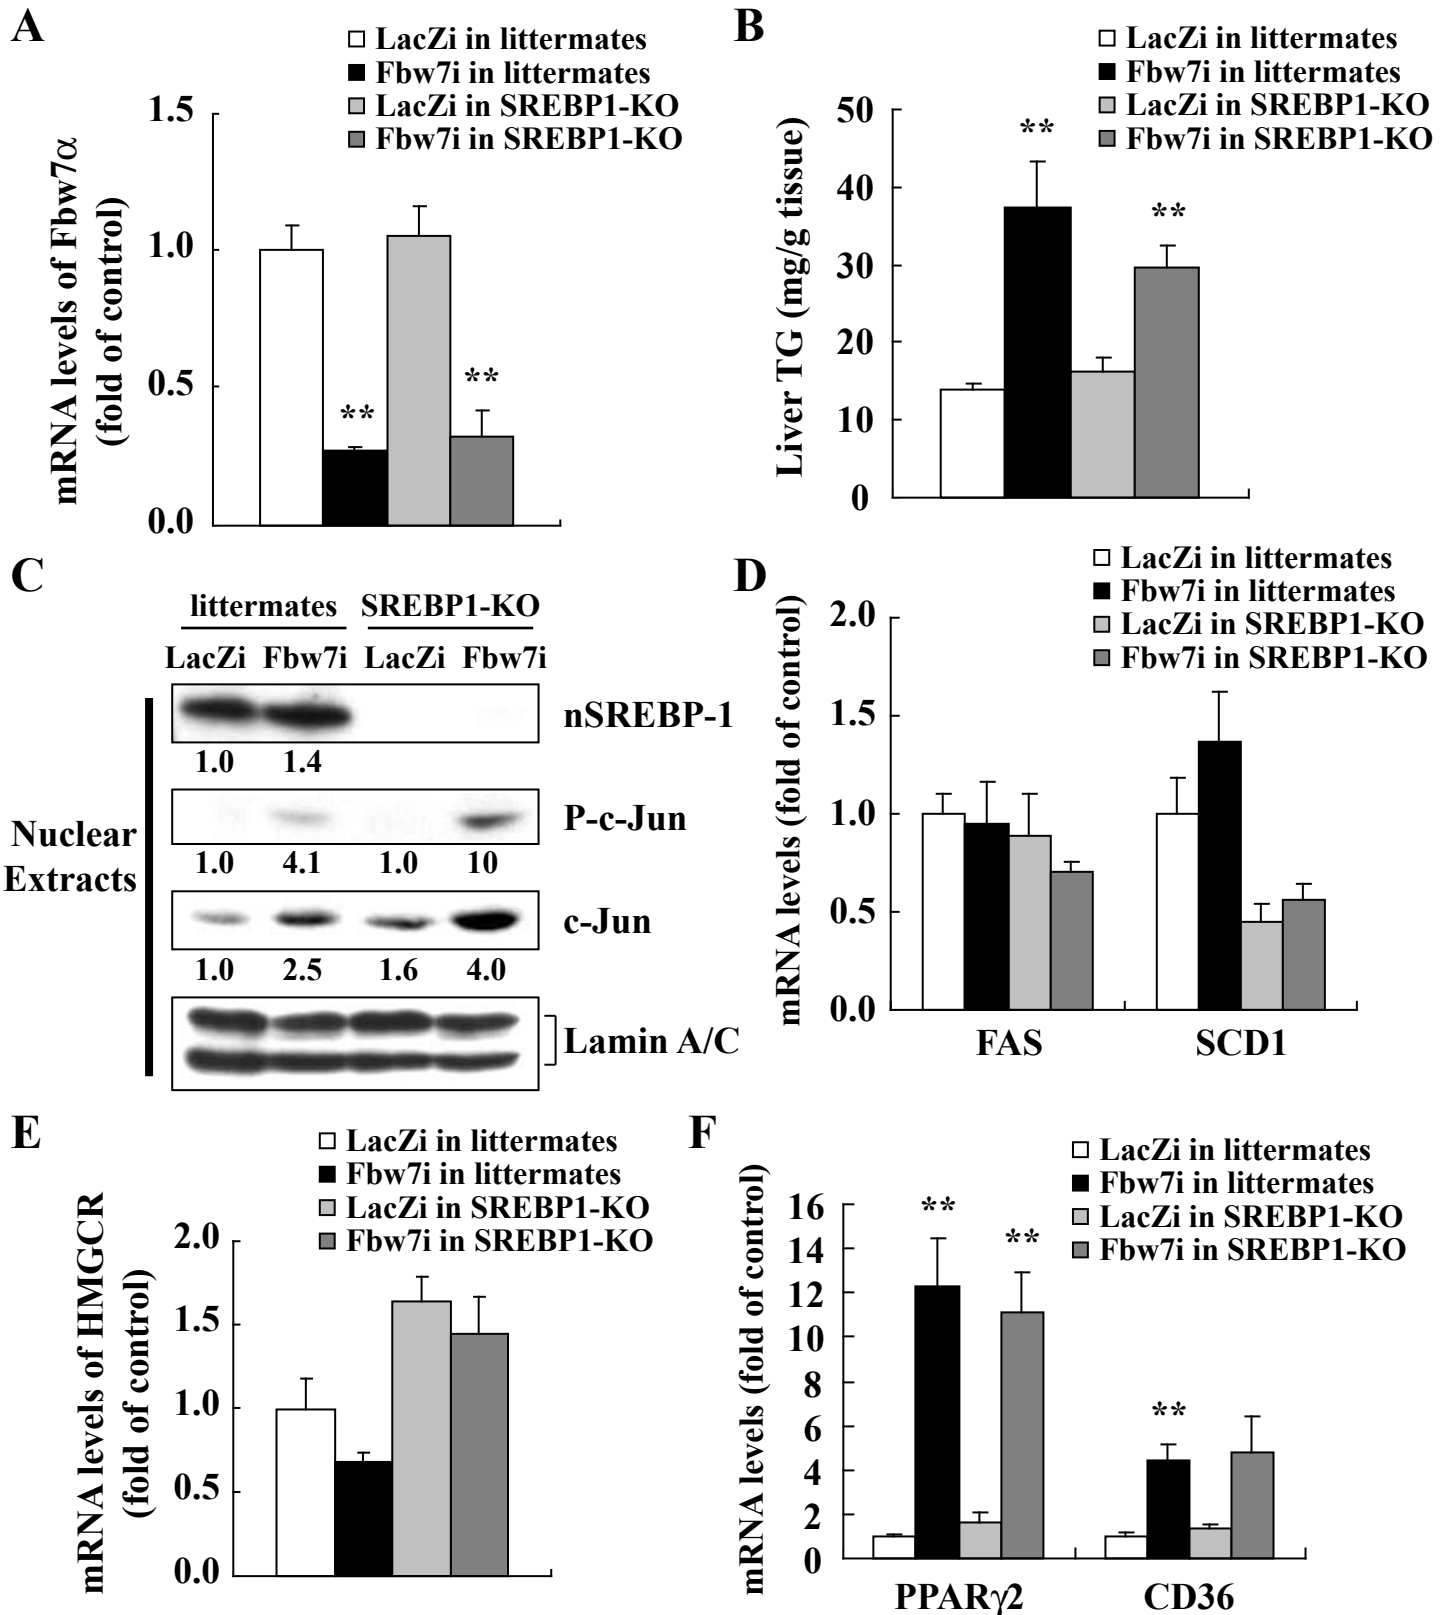 A
LacZi in littermates
Fbw7i in littermates
LacZi in SREBP1-KO
Fbw7i in SREBP1-KO
mRNA levels of Fbw7α
(fold of control)
1.5
1.0
0.5
0.0
**
**
B
LacZi in littermates
Fbw7i in littermates
LacZi in SREBP1-KO
Fbw7i in SREBP1-KO
Liver TG (mg/g tissue)
50
40
30
20
10
0
**
**
C
littermates SREBP1-KO
LacZi Fbw7i LacZi Fbw7i
nSREBP-1
1.0 1.4
P-c-Jun
1.0 4.1 1.0 10
c-Jun
1.0 2.5 1.6 4.0
Lamin A/C
Nuclear
Extracts
D
LacZi in littermates
Fbw7i in littermates
LacZi in SREBP1-KO
Fbw7i in SREBP1-KO
mRNA levels (fold of control)
2.0
1.5
1.0
0.5
0.0
FAS SCD1
E
LacZi in littermates
Fbw7i in littermates
LacZi in SREBP1-KO
Fbw7i in SREBP1-KO
mRNA levels of HMGCR
(fold of control)
2.0
1.5
1.0
0.5
0.0
F
LacZi in littermates
Fbw7i in littermates
LacZi in SREBP1-KO
Fbw7i in SREBP1-KO
mRNA levels (fold of control)
16
14
12
10
8
6
4
2
0
**
**
**
PPARγ2 CD36